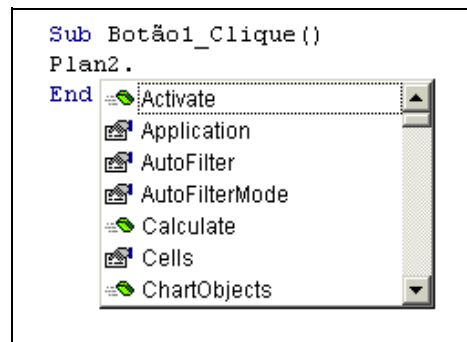 Sub Botão1_Clique()
Plan2.
End
Activate
Application
AutoFilter
AutoFilterMode
Calculate
Cells
ChartObjects